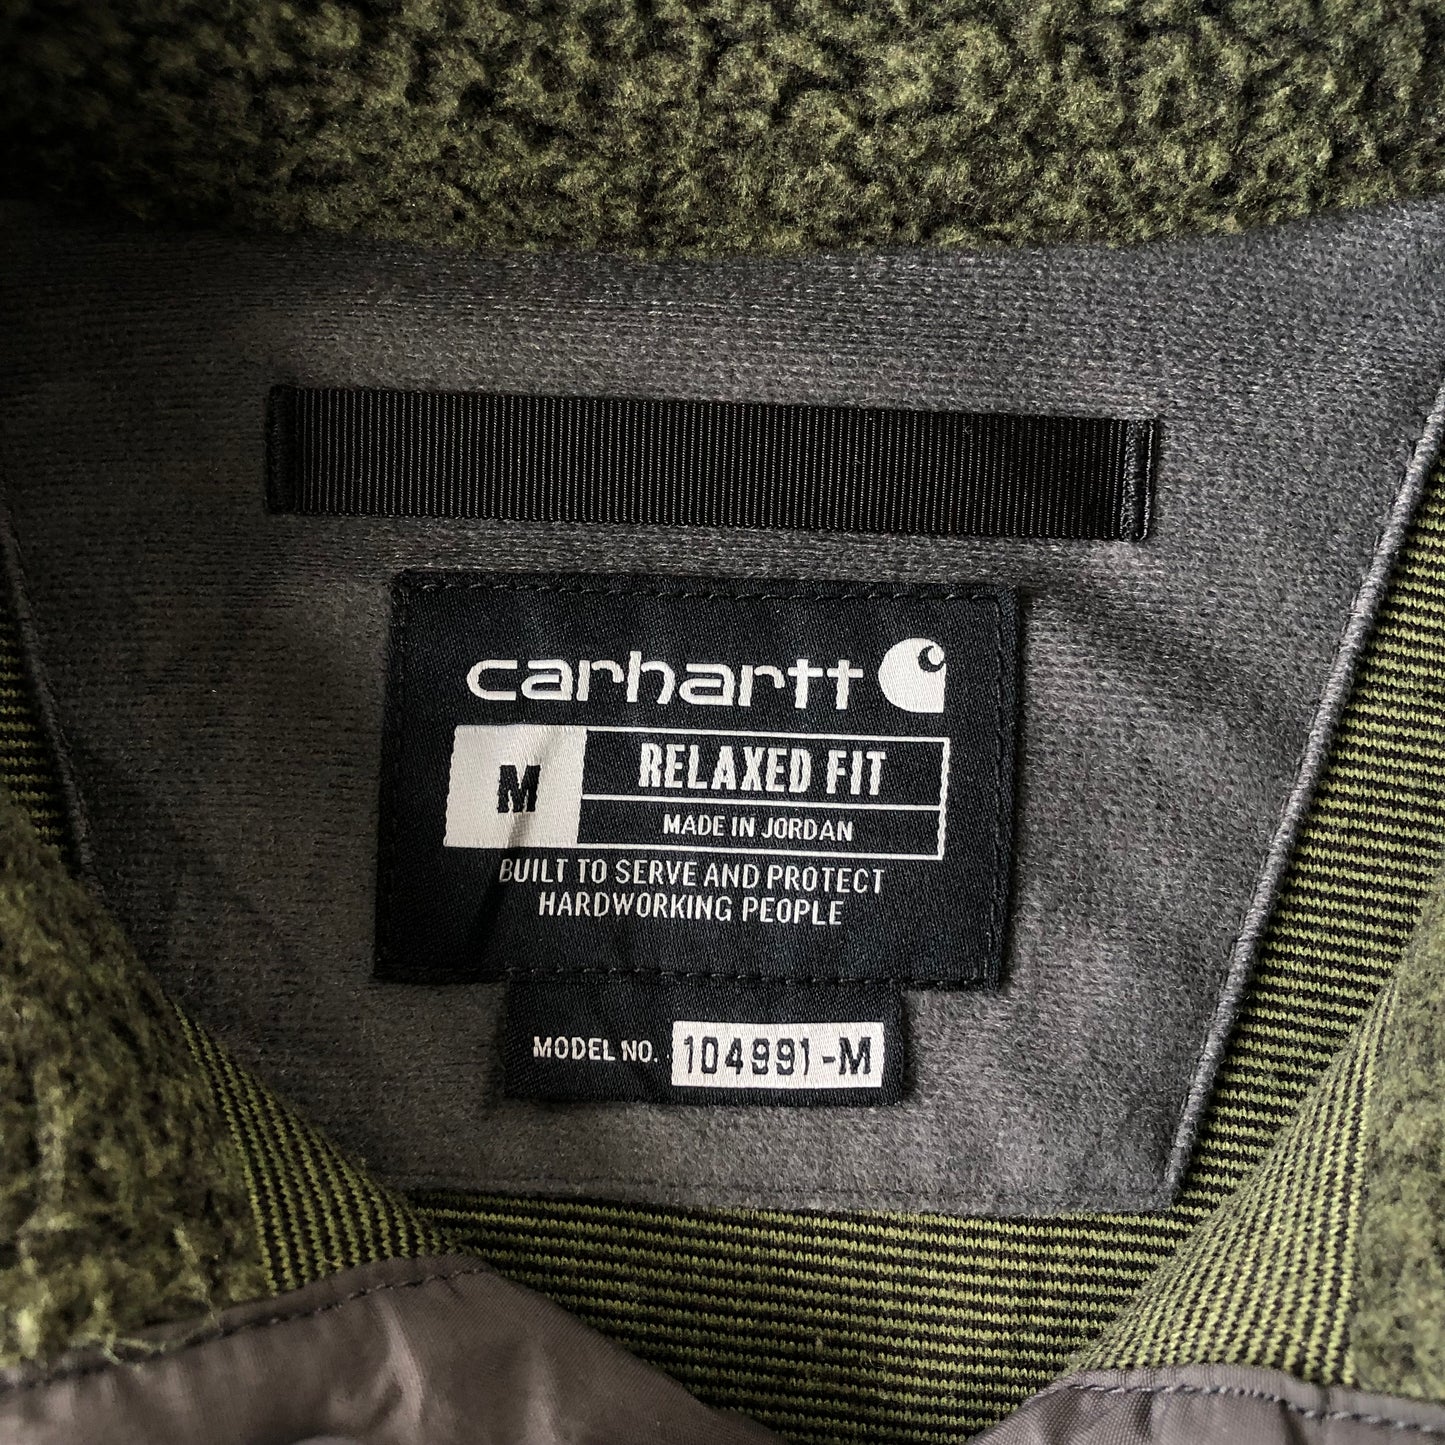 carhartt
M
RELAXED FIT
MADE IN JORDAN
BUILT TO SERVE AND PROTECT
HARDWORKING PEOPLE
MODEL NO. 104991-M